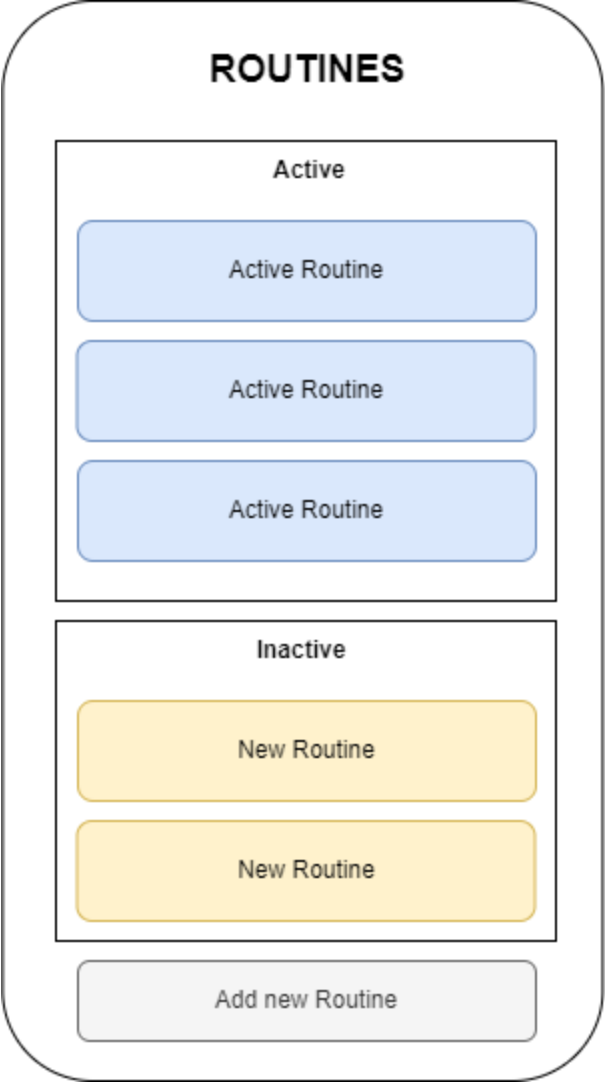 ROUTINES
Active
Active Routine
Active Routine
Active Routine
Inactive
New Routine
New Routine
Add new Routine